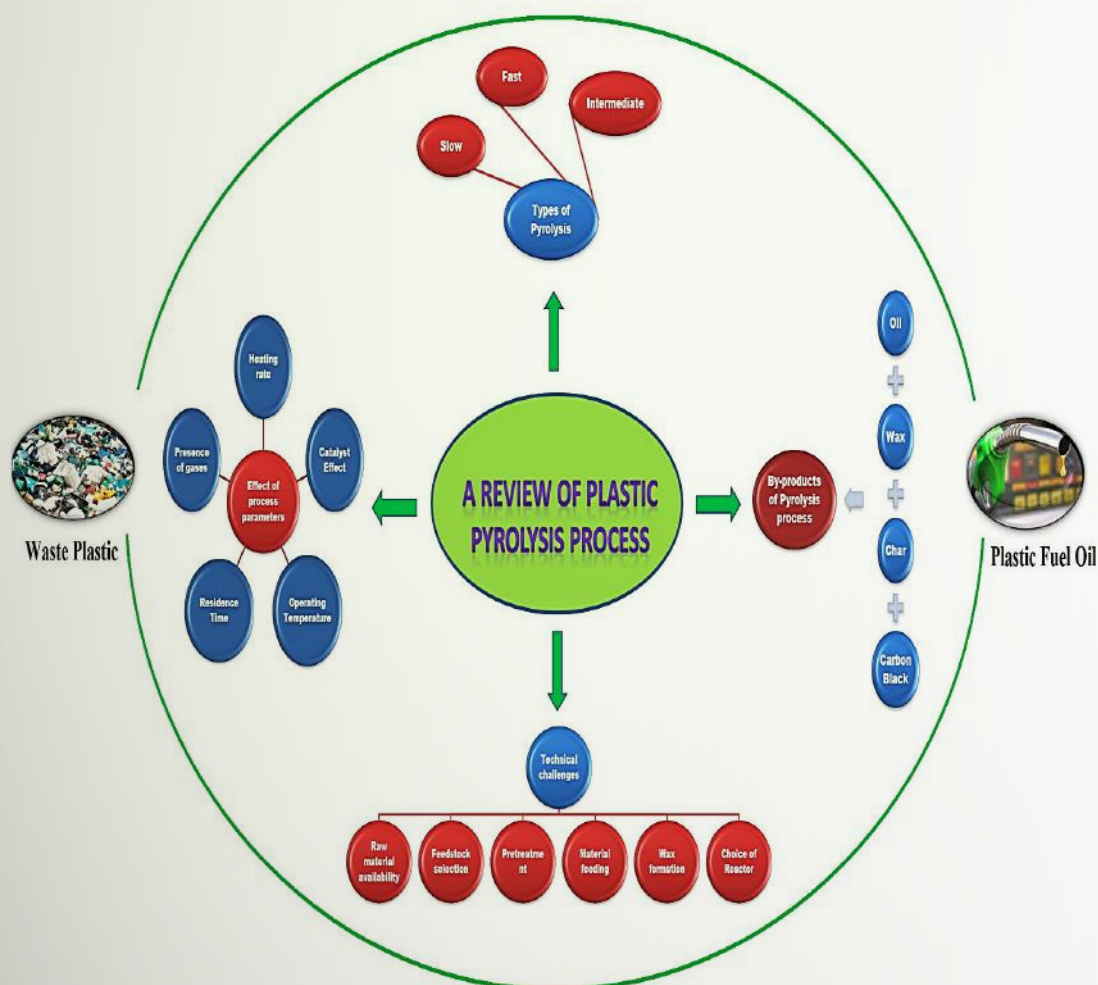 Fast
Intermediate
Slow
Types of
Pyrolysis
Oil
Wax
Char
Carbon
Black
By-products
of Pyrolysis
process
Heating
rate
Presence
of gases
Catalyst
Effect
Effect of
process
parameters
Residence
Time
Operating
Temperature
A REVIEW OF PLASTIC
PYROLYSIS PROCESS
Waste Plastic
Plastic Fuel Oil
Technical
challenges
Raw
material
availability
Feedstock
selection
Pretreatme
nt
Material
feeding
Wax
formation
Choice of
Reactor